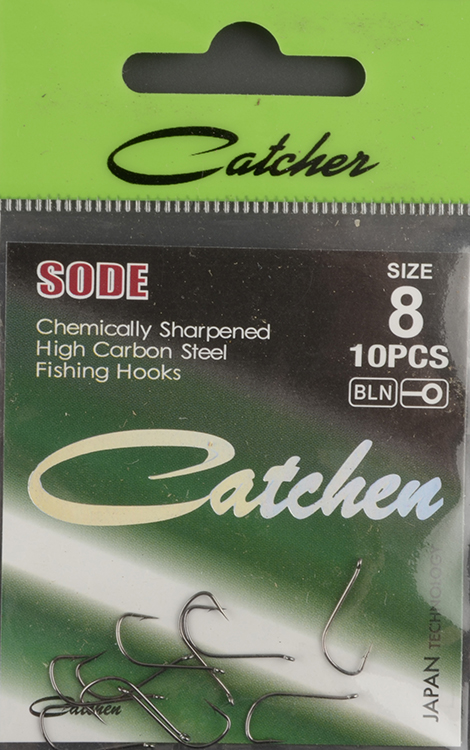 Catcher
SODE
Chemically Sharpened
High Carbon Steel
Fishing Hooks
SIZE
8
10PCS
BLN
Catchen
JAPAN TECHNOLOGY
Catchen